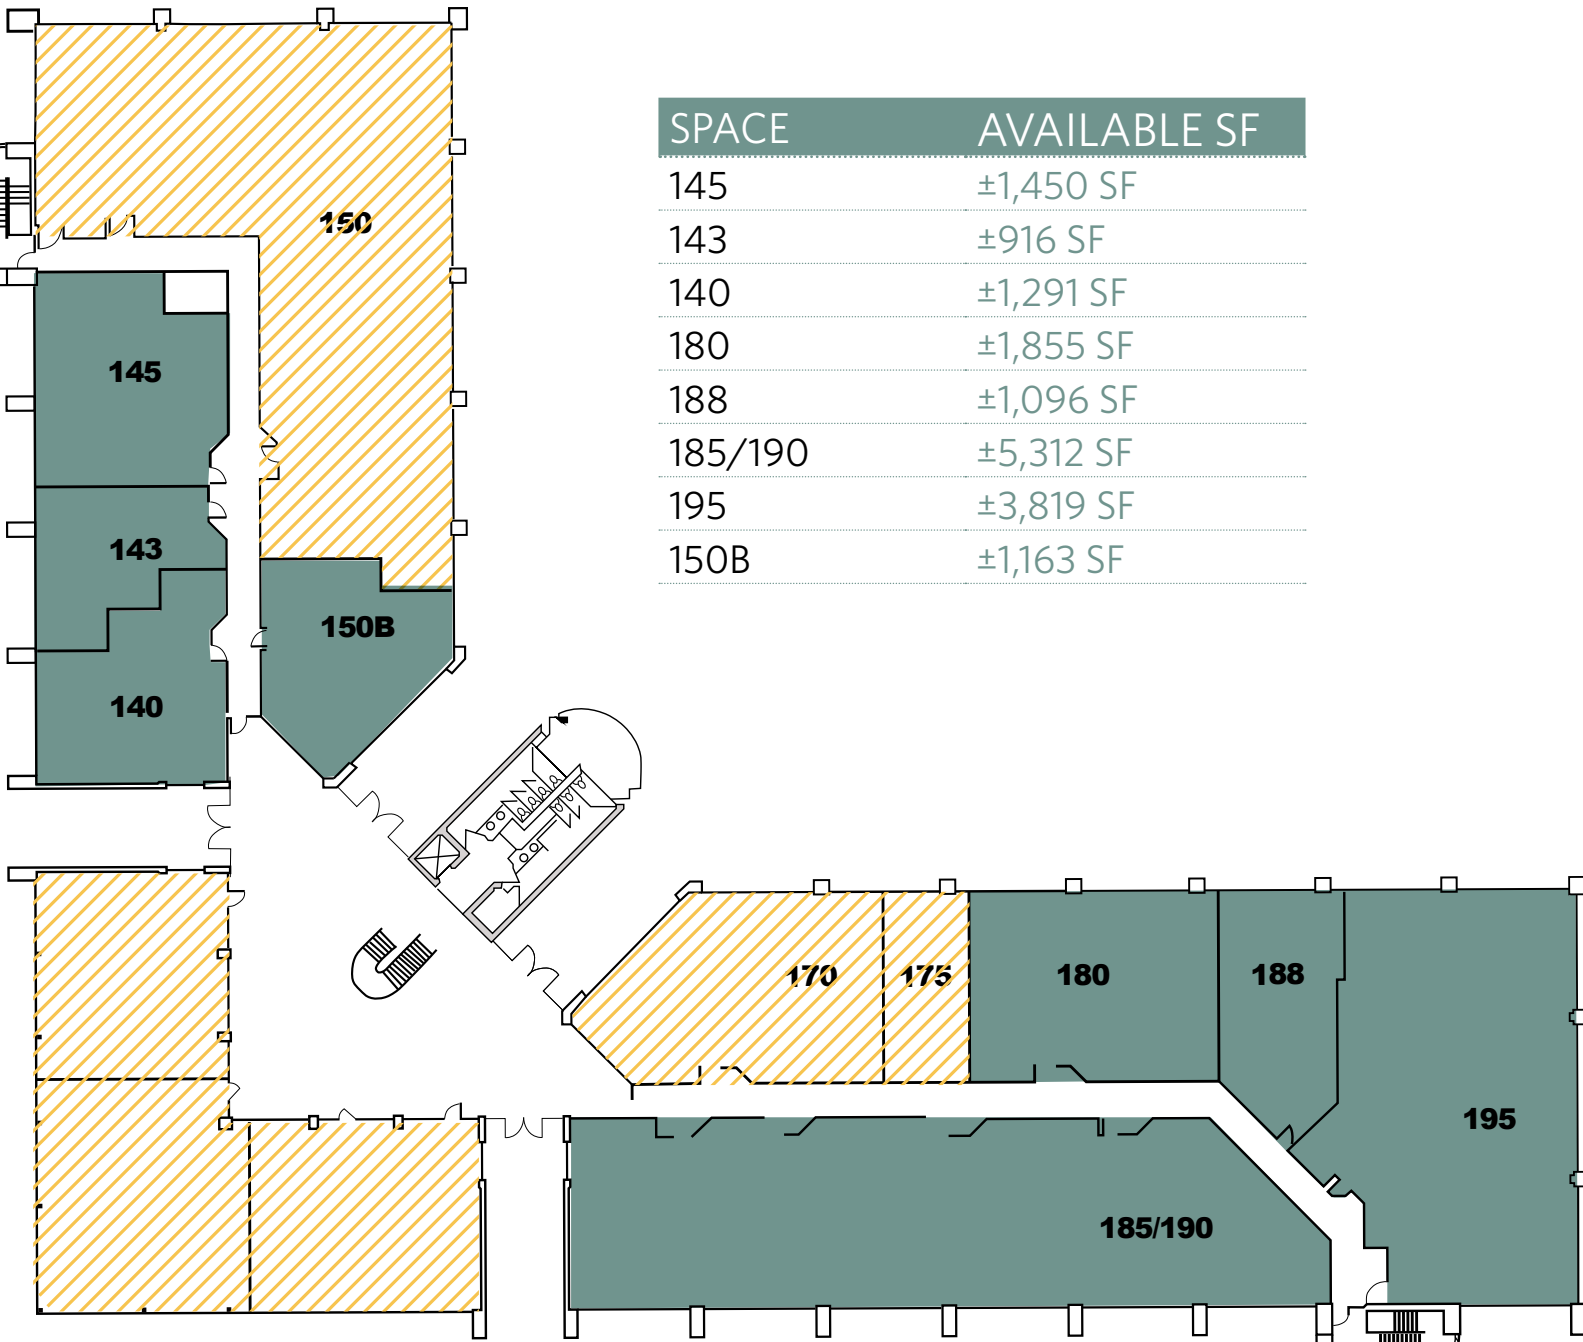 SPACE AVAILABLE SF
145 ±1,450 SF
143 ±916 SF
140 ±1,291 SF
180 ±1,855 SF
188 ±1,096 SF
185/190 ±5,312 SF
195 ±3,819 SF
150B ±1,163 SF
150
145
143
150B
140
170
175
180
188
195
185/190